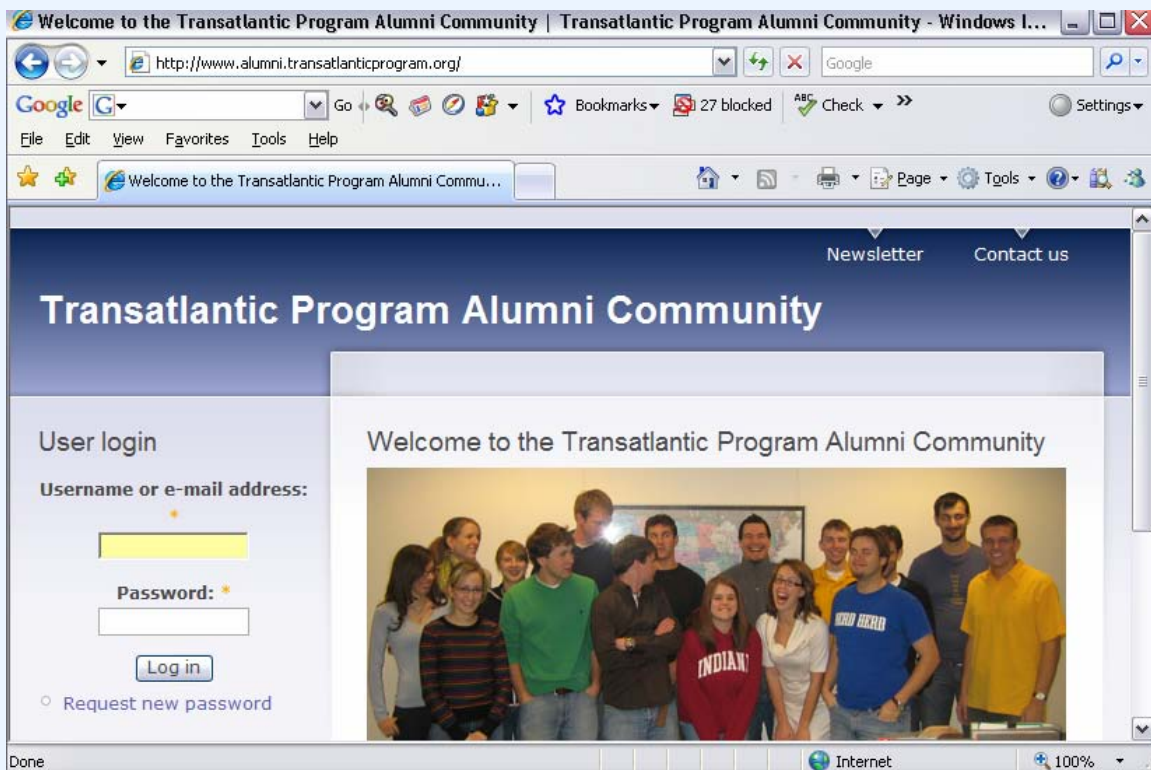 Welcome to the Transatlantic Program Alumni Community | Transatlantic Program Alumni Community - Windows I...
http://www.alumni.transatlanticprogram.org/
Google
Google G
Go
Bookmarks
27 blocked
ABC Check
Settings
File Edit View Favorites Tools Help
Welcome to the Transatlantic Program Alumni Commu...
Page
Tools
Newsletter
Contact us
Transatlantic Program Alumni Community
User login
Welcome to the Transatlantic Program Alumni Community
Username or e-mail address:
*
Password: *
Log in
Request new password
HERD HERB
INDIAN
Done
Internet
100%